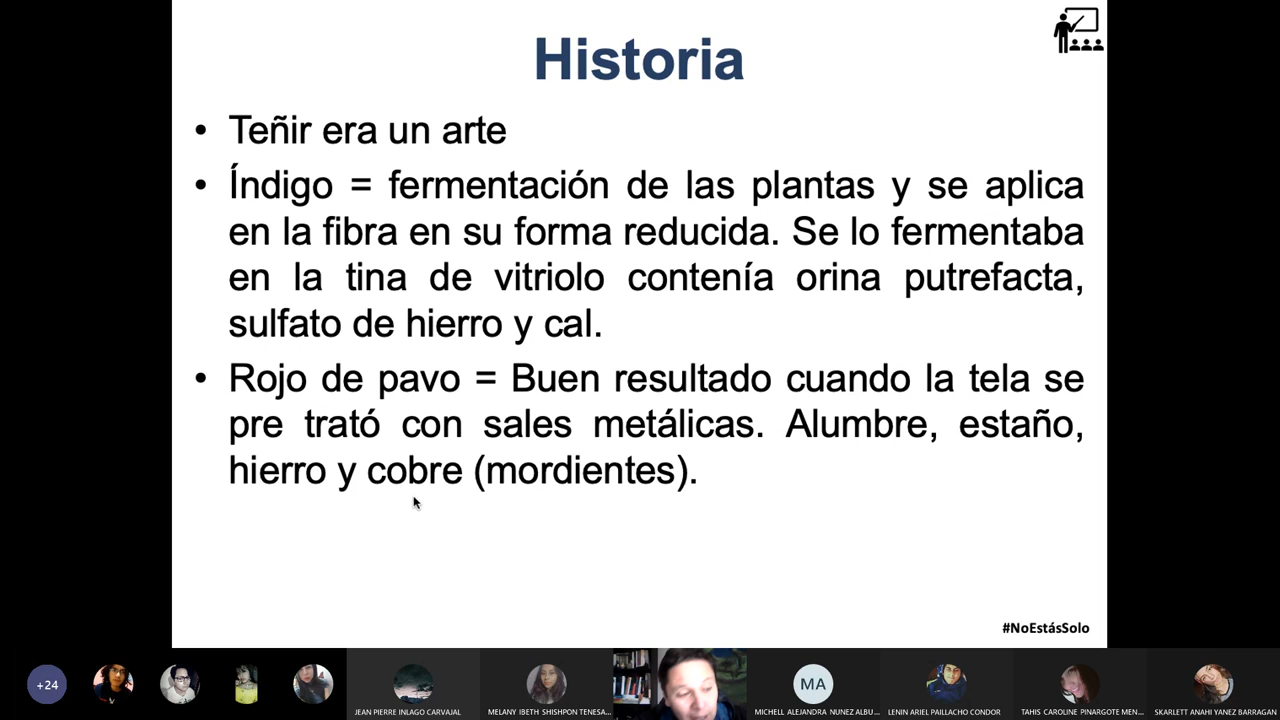 Historia
• Teñir era un arte
• Índigo = fermentación de las plantas y se aplica
en la fibra en su forma reducida. Se lo fermentaba
en la tina de vitriolo contenía orina putrefacta,
sulfato de hierro y cal.
• Rojo de pavo = Buen resultado cuando la tela se
pre trató con sales metálicas. Alumbre, estaño,
hierro y cobre (mordientes).
#NoEstásSolo
+24
MA
JEAN PIERRE INLAGO CARVAJAL
MELANY IBETH SHISHPON TENESA...
MICHELL ALEJANDRA NUNEZ ALBU...
LENIN ARIEL PAILLACHO CONDOR
TAHIS CAROLINE PINARGOTE MEN...
SKARLETT ANAHI YANEZ BARRAGAN